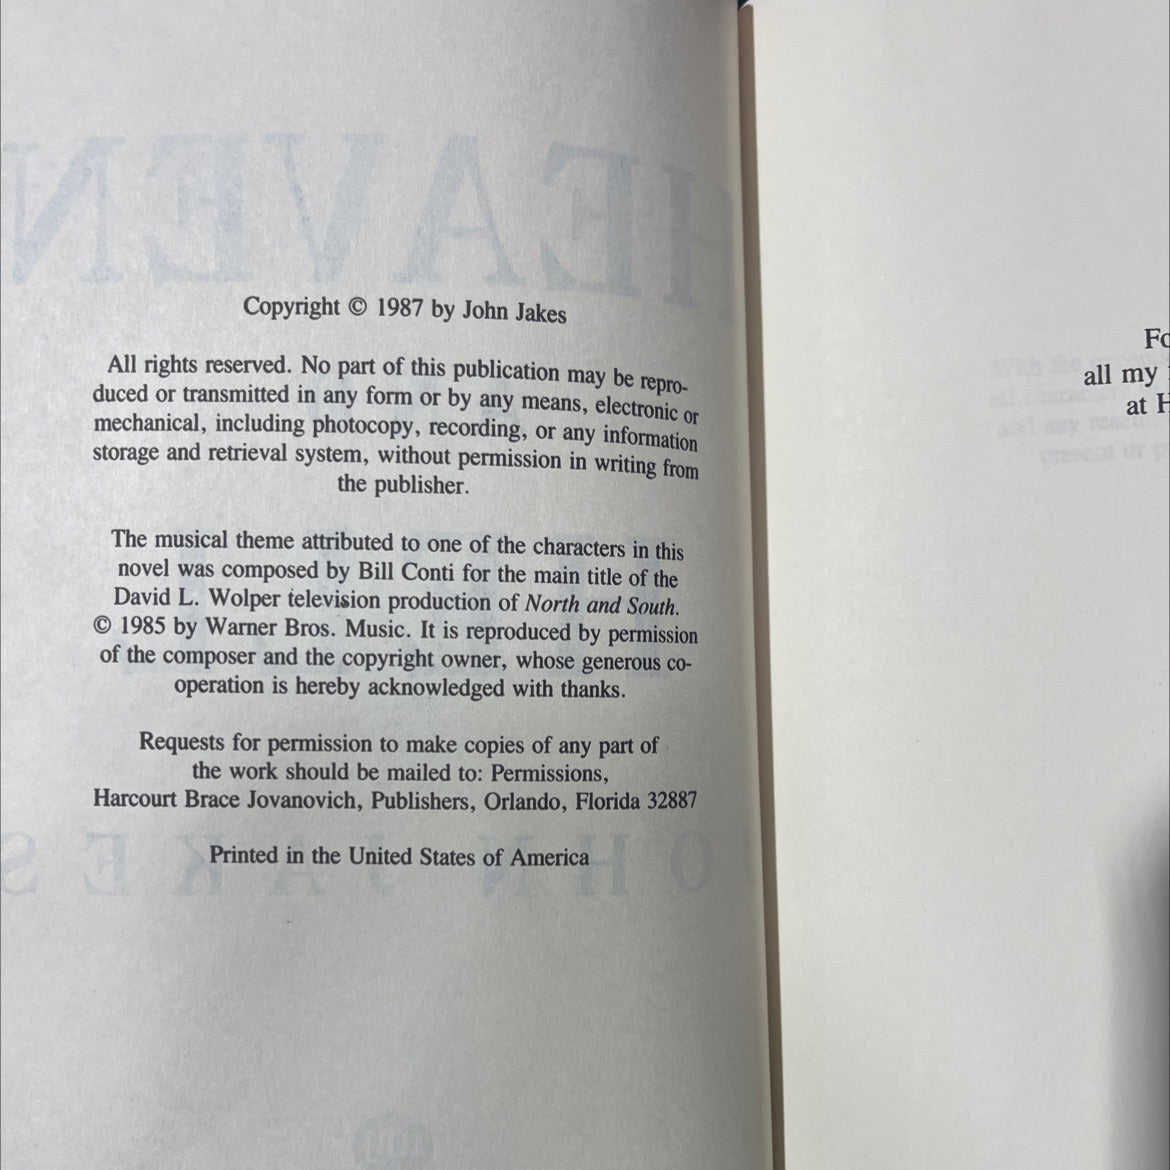 HEAVEN
Copyright © 1987 by John Jakes
All rights reserved. No part of this publication may be repro-
duced or transmitted in any form or by any means, electronic or
mechanical, including photocopy, recording, or any information
storage and retrieval system, without permission in writing from
the publisher.
The musical theme attributed to one of the characters in this
novel was composed by Bill Conti for the main title of the
David L. Wolper television production of North and South.
© 1985 by Warner Bros. Music. It is reproduced by permission
of the composer and the copyright owner, whose generous co-
operation is hereby acknowledged with thanks.
Requests for permission to make copies of any part of
the work should be mailed to: Permissions,
Harcourt Brace Jovanovich, Publishers, Orlando, Florida 32887
Printed in the United States of America
JOHN JAKES
Fo
all my
at H